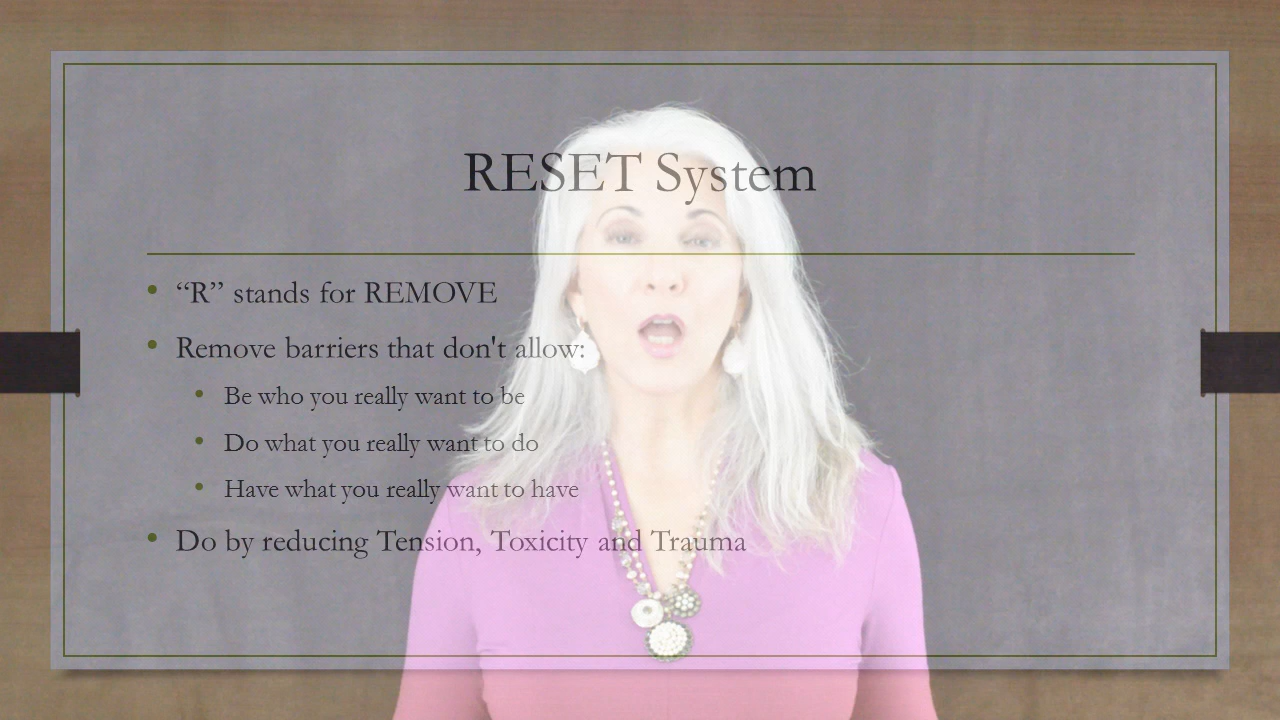 RESET System
“R” stands for REMOVE
Remove barriers that don't allow:
Be who you really want to be
Do what you really want to do
Have what you really want to have
Do by reducing Tension, Toxicity and Trauma